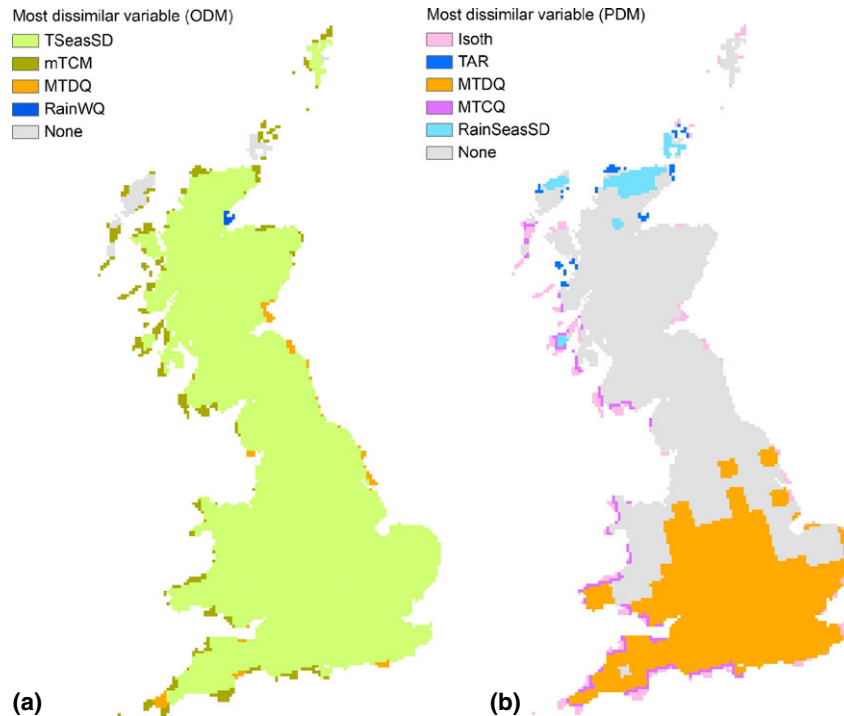 Most dissimilar variable (ODM)
TSeasSD
mTCM
MTDQ
RainWQ
None
(a)
Most dissimilar variable (PDM)
Isoth
TAR
MTDQ
MTCQ
RainSeasSD
None
(b)